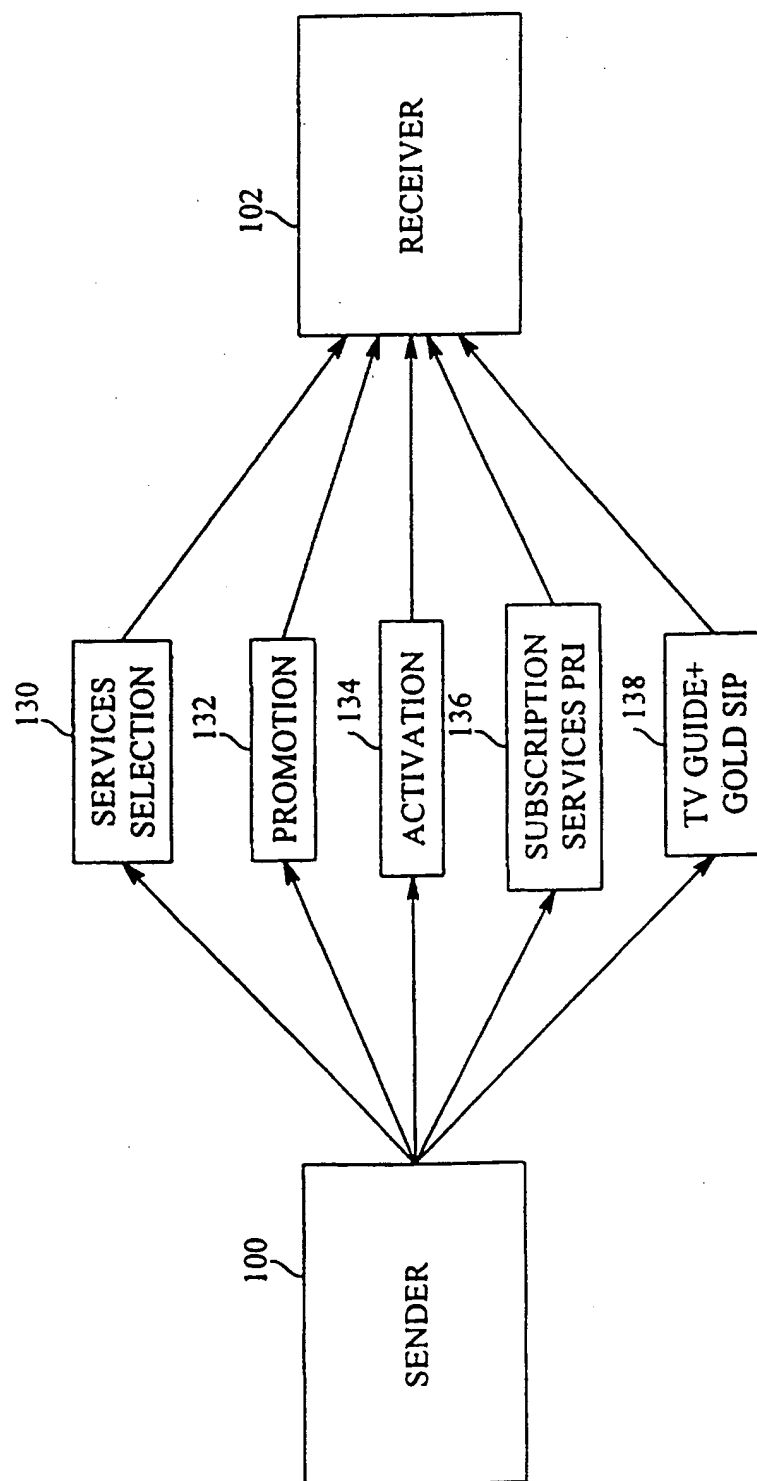 100
SENDER
130
SERVICES
SELECTION
132
PROMOTION
134
ACTIVATION
136
SUBSCRIPTION
SERVICES PRI
138
TV GUIDE+
GOLD SIP
102
RECEIVER